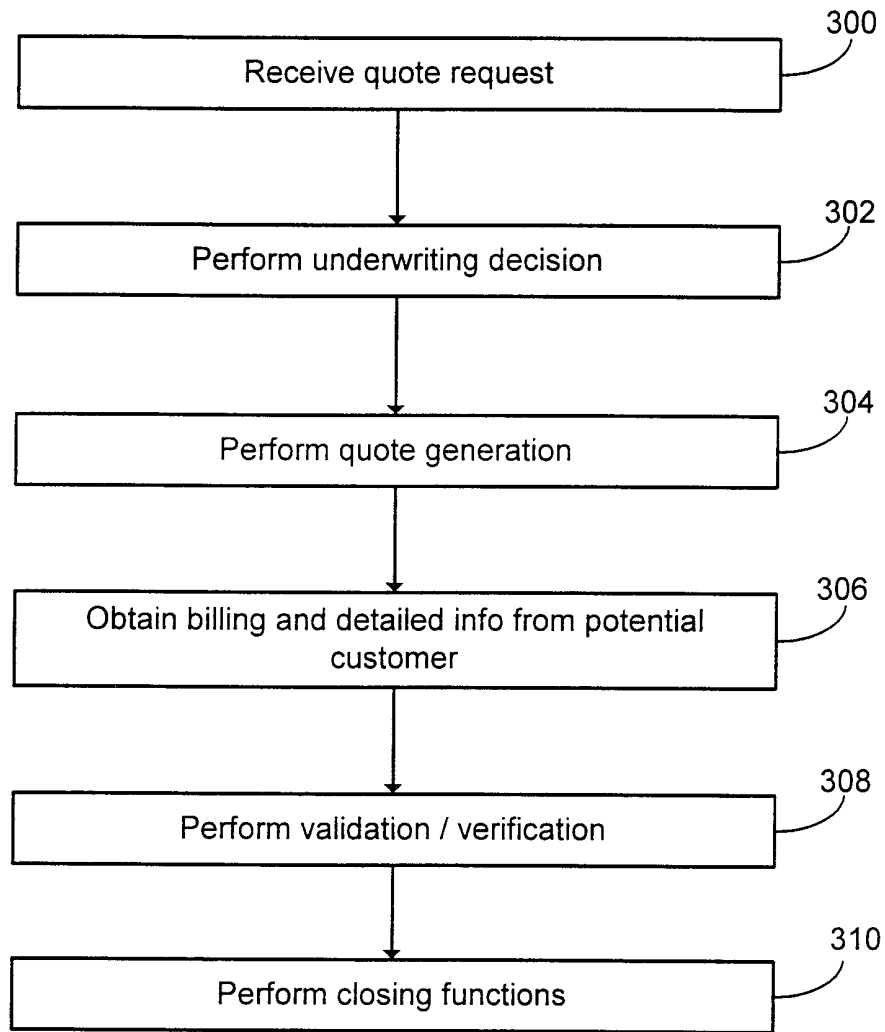 300
Receive quote request
302
Perform underwriting decision
304
Perform quote generation
306
Obtain billing and detailed info from potential
customer
308
Perform validation / verification
310
Perform closing functions